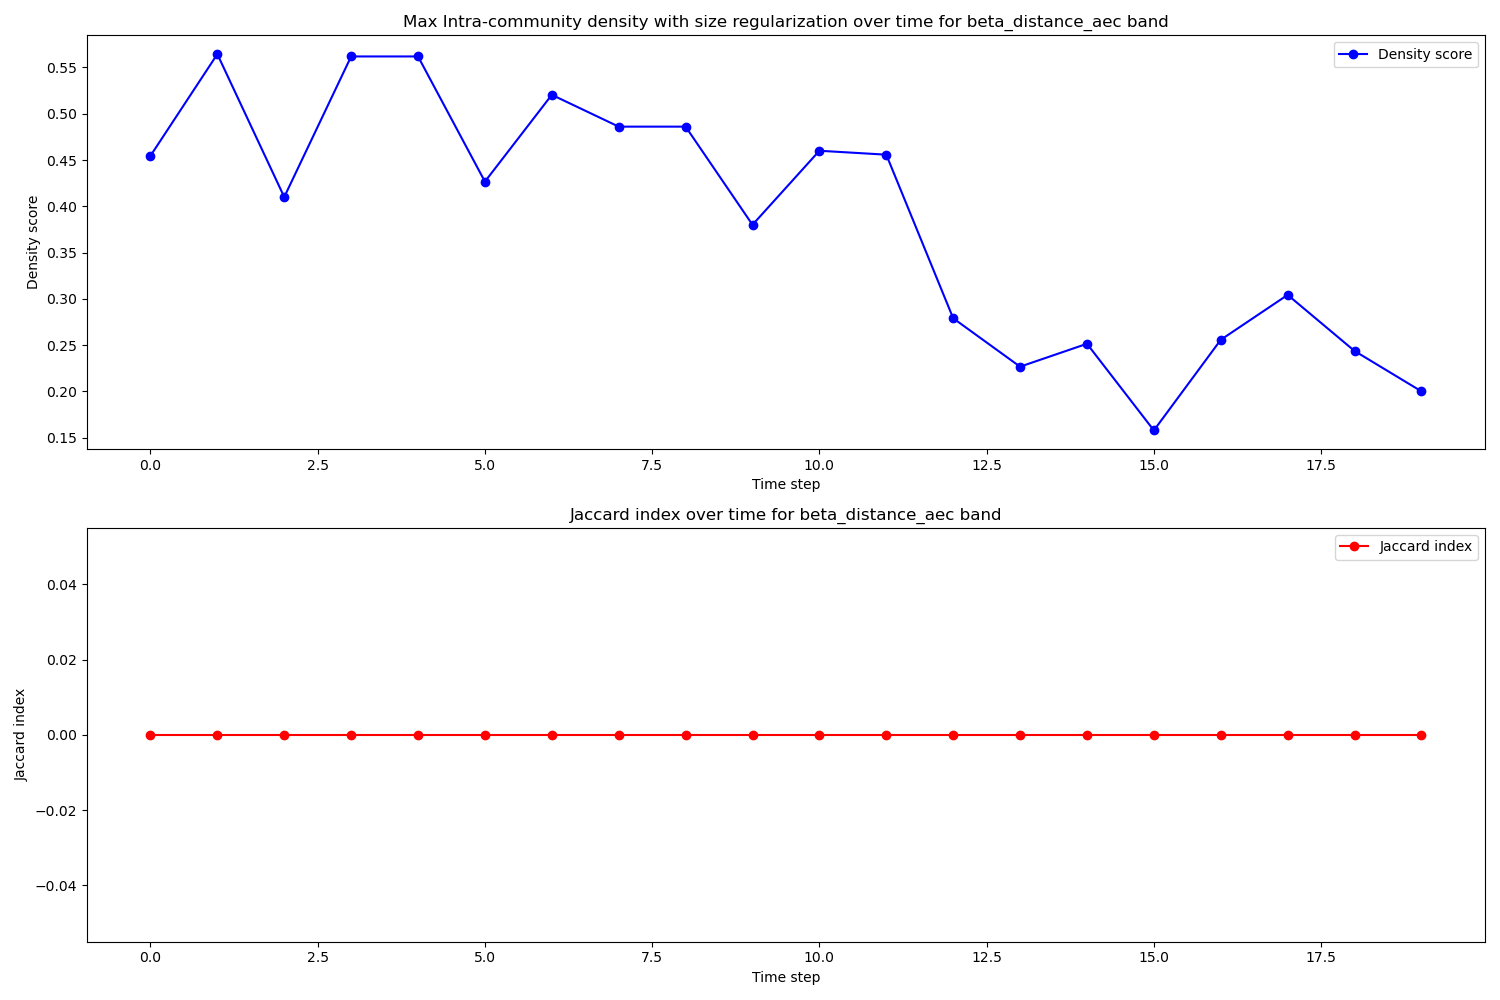 Max Intra-community density with size regularization over time for beta_distance_aec band
Density score
0.55
0.50
0.45
0.40
0.35
0.30
0.25
0.20
0.15
Density score
0.0 2.5 5.0 7.5 10.0 12.5 15.0 17.5
Time step
Jaccard index over time for beta_distance_aec band
Jaccard index
0.04
0.02
0.00
−0.02
−0.04
Jaccard index
0.0 2.5 5.0 7.5 10.0 12.5 15.0 17.5
Time step